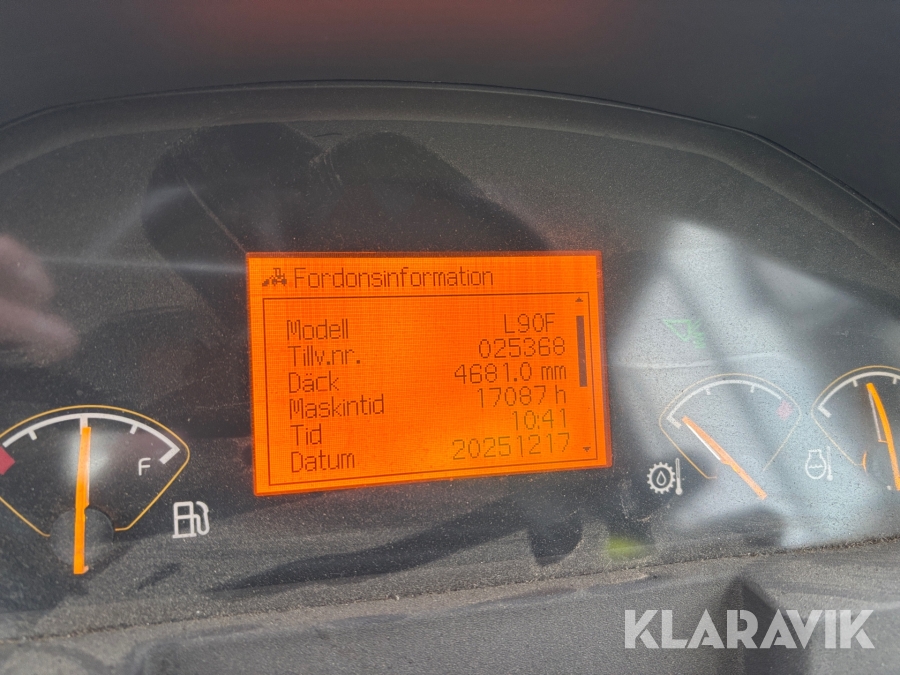 Fordonsinformation
Modell L90F
Tillv.nr. 025368
Däck 4681.0 mm
Maskintid 17087 h
Tid 10:41
Datum 20251217
F
KLARAVIK